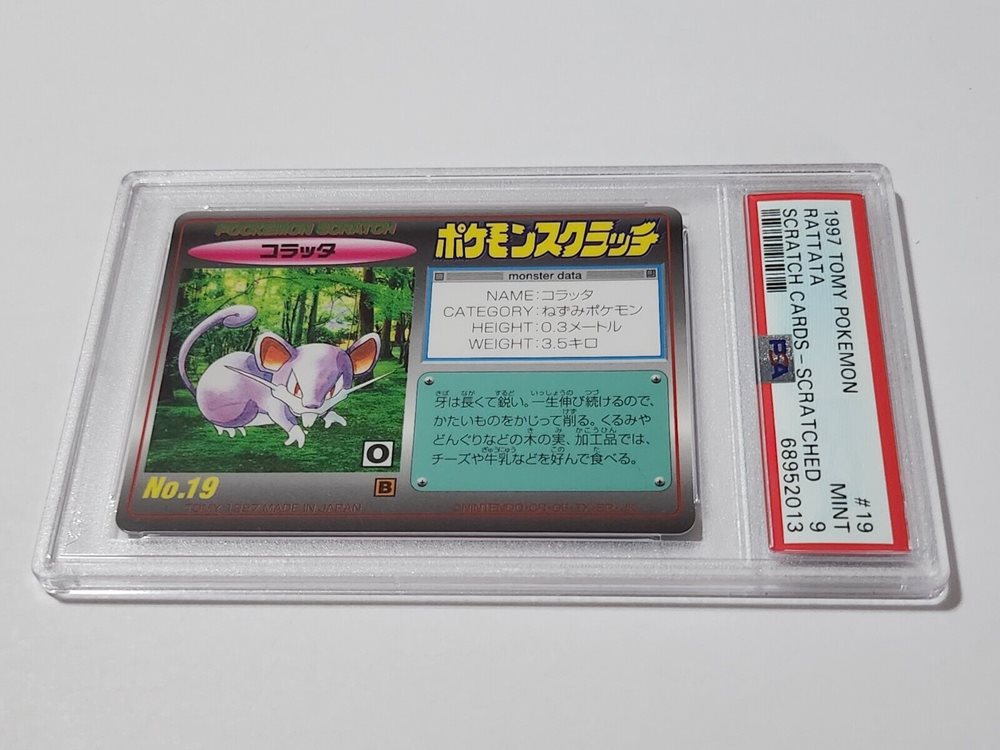 POCKEMON SCRATCH
コラッタ
No.19
O
B
TOMY 1997 MADE IN JAPAN
ポケモンスクラッチ
monster data
NAME:コラッタ
CATEGORY:ねずみポケモン
HEIGHT:0.3メートル
WEIGHT:3.5キロ
牙は長くて鋭い。一生伸び続けるので、
かたいものをかじって削る。くるみや
どんぐりなどの木の実、加工品では、
チーズや牛乳などを好んで食べる。
1997 TOMY POKEMON #19
RATTATA MINT
SCRATCH CARDS-SCRATCHED 9
68952013
PSA